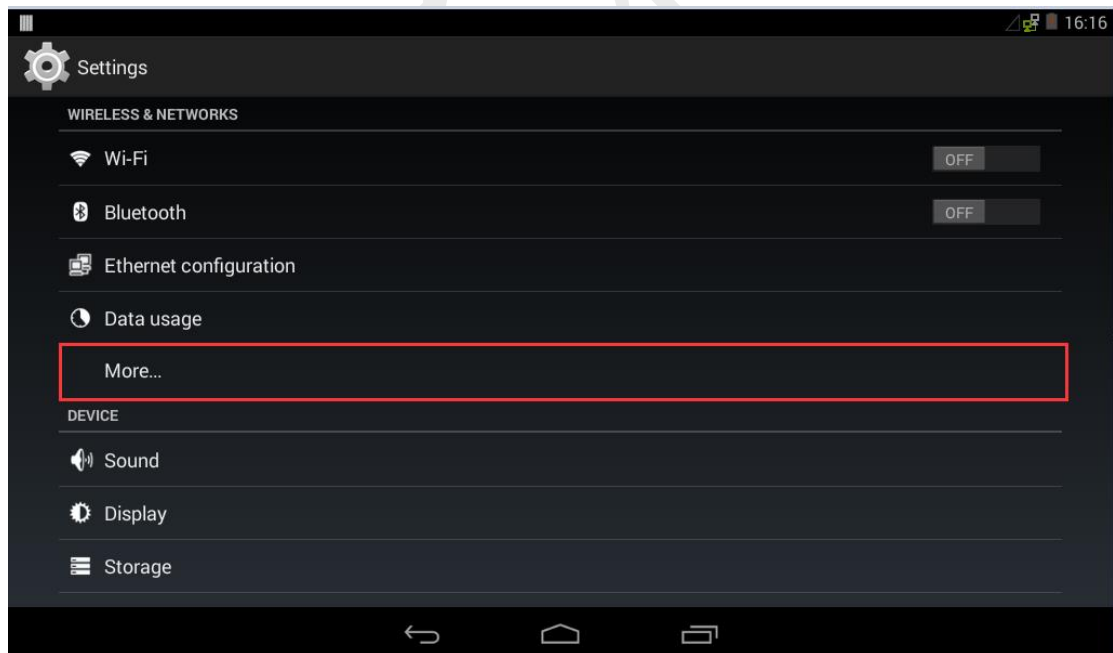 16:16
Settings
WIRELESS & NETWORKS
Wi-Fi
OFF
Bluetooth
OFF
Ethernet configuration
Data usage
More...
DEVICE
Sound
Display
Storage